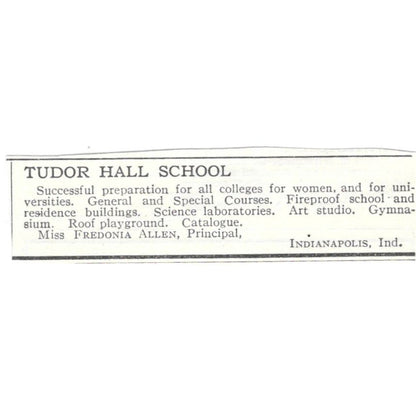 TUDOR HALL SCHOOL
Successful preparation for all colleges for women, and for uni-
versities. General and Special Courses. Fireproof school and
residence buildings. Science laboratories. Art studio. Gymna-
sium. Roof playground. Catalogue.
Miss FREDONIA ALLEN, Principal,
INDIANAPOLIS, Ind.